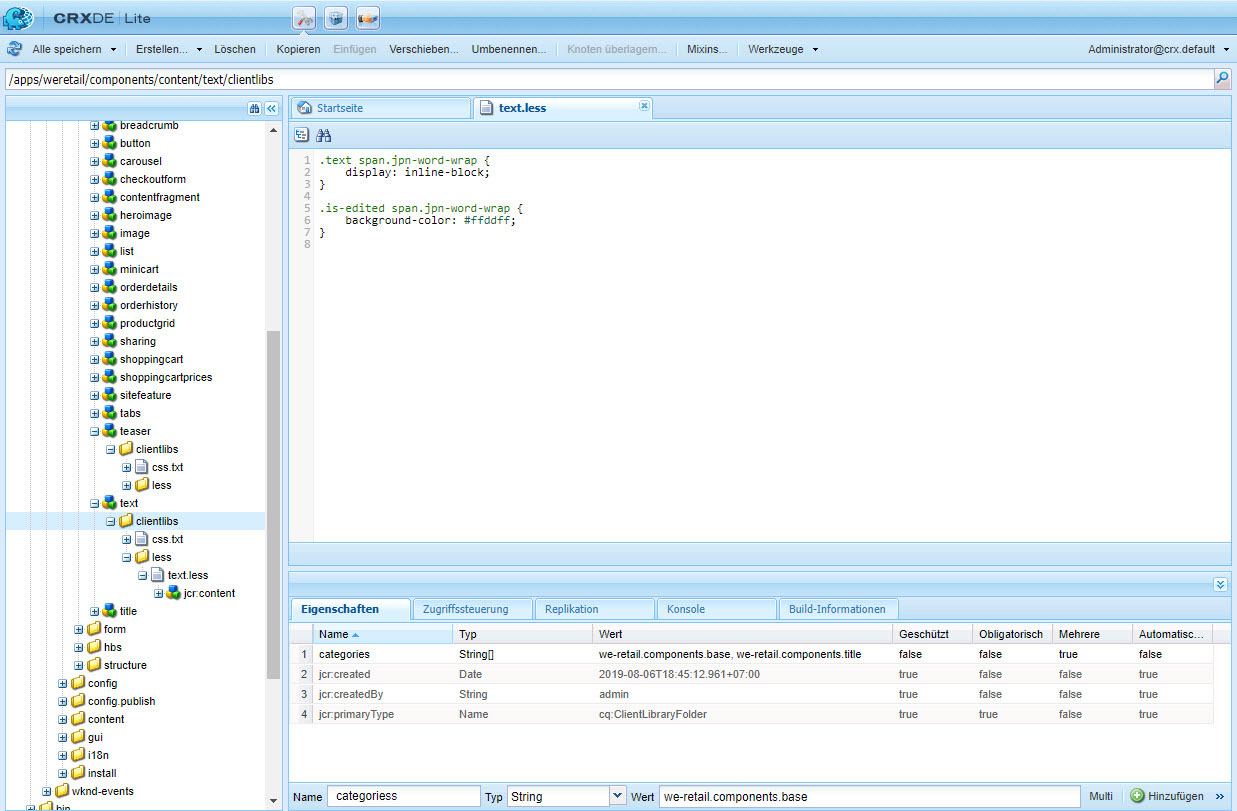 CRXDE | Lite
Alle speichern Erstellen... Löschen Kopieren Einfügen Verschieben... Umbenennen... Knoten überlagern... Mixins... Werkzeuge Administrator@crx.default
/apps/weretail/components/content/text/clientlibs
Startseite text.less
breadcrumb
button
carousel
checkoutform
contentfragment
heroimage
image
list
minicart
orderdetails
orderhistory
productgrid
sharing
shoppingcart
shoppingcartprices
sitefeature
tabs
teaser
clientlibs
css.txt
less
text
clientlibs
css.txt
less
text.less
jcr:content
title
form
hbs
structure
config
config.publish
content
gui
i18n
install
wknd-events
bin
1 .text span.jpn-word-wrap {
2 display: inline-block;
3 }
4
5 .is-edited span.jpn-word-wrap {
6 background-color: #ffddff;
7 }
8
Eigenschaften Zugriffssteuerung Replikation Konsole Build-Informationen
Name Typ Wert Geschützt Obligatorisch Mehrere Automatisc...
1 categories String[] we-retail.components.base, we-retail.components.title false false true false
2 jcr:created Date 2019-08-06T18:45:12.961+07:00 true false false true
3 jcr:createdBy String admin true false false true
4 jcr:primaryType Name cq:ClientLibraryFolder true true false true
Name categoriess Typ String Wert we-retail.components.base Multi Hinzufügen »